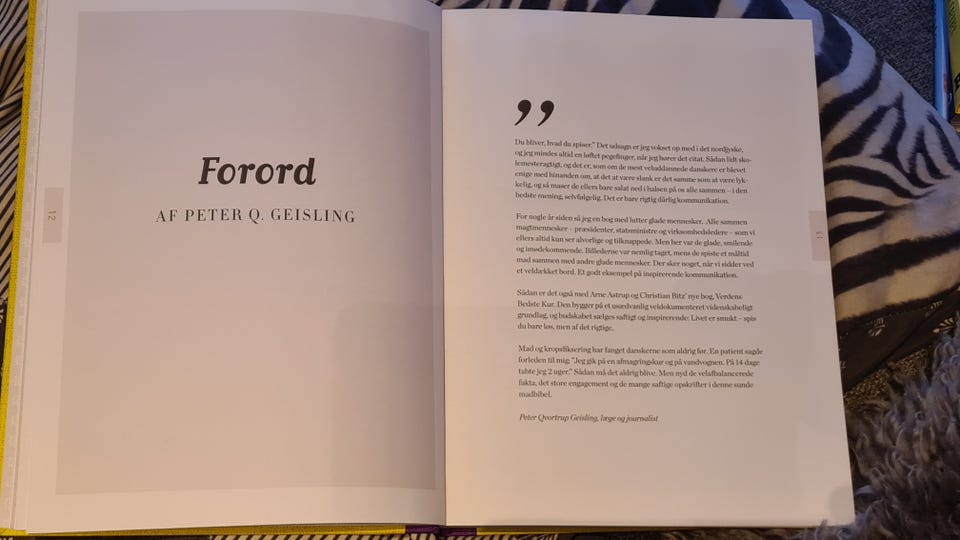 Forord
AF PETER Q. GEISLING
12
”
Du bliver, hvad du spiser.” Det udsagn er jeg vokset op med i det nordjyske,
og jeg mindes altid en løftet pegefinger, når jeg hører det citat. Sådan lidt sko-
lemesteragtigt, og det er, som om de mest veluddannede danskere er blevet
enige med hinanden om, at det at være slank er det samme som at være lyk-
kelig, og så maser de ellers bare salat ned i halsen på os alle sammen – i den
bedste mening, selvfølgelig. Det er bare rigtig dårlig kommunikation.
For nogle år siden så jeg en bog med lutter glade mennesker. Alle sammen
magtmennesker – præsidenter, statsministre og virksomhedsledere – som vi
ellers altid kun ser alvorlige og tilknappede. Men her var de glade, smilende
og imødekommende. Billederne var nemlig taget, mens de spiste et måltid
mad sammen med andre glade mennesker. Der sker noget, når vi sidder ved
et veldækket bord. Et godt eksempel på inspirerende kommunikation.
Sådan er det også med Arne Astrup og Christian Bitz’ nye bog, Verdens
Bedste Kur. Den bygger på et usædvanlig veldokumenteret videnskabeligt
grundlag, og budskabet sælges saftigt og inspirerende: Livet er smukt – spis
du bare løs, men af det rigtige.
Mad og kropsfiksering har fanget danskerne som aldrig før. En patient sagde
forleden til mig: ”Jeg gik på en afmagringskur og på vandvognen. På 14 dage
tabte jeg 2 uger.” Sådan må det aldrig blive. Men nyd de velafbalancerede
fakta, det store engagement og de mange saftige opskrifter i denne sunde
madbibel.
Peter Qvortrup Geisling, læge og journalist
13